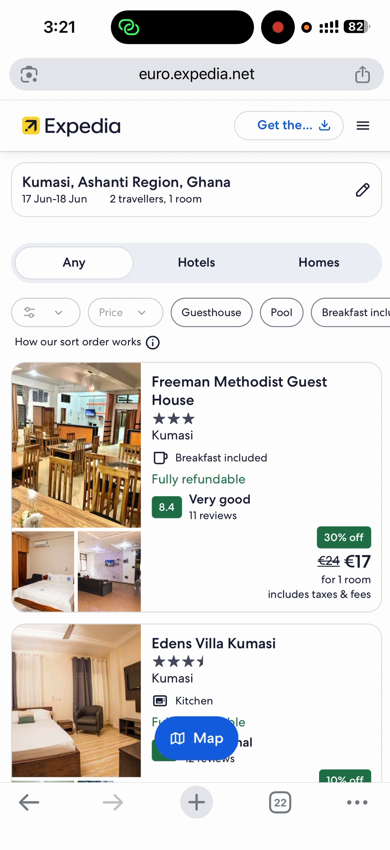 3:21
82
euro.expedia.net
Expedia
Get the...
Kumasi, Ashanti Region, Ghana
17 Jun-18 Jun 2 travellers, 1 room
Any Hotels Homes
Price Guesthouse Pool Breakfast inclu
How our sort order works
Freeman Methodist Guest
House
Kumasi
Breakfast included
Fully refundable
8.4 Very good
11 reviews
30% off
€24 €17
for 1 room
includes taxes & fees
Edens Villa Kumasi
Kumasi
Kitchen
Map
reviews
10% off
22